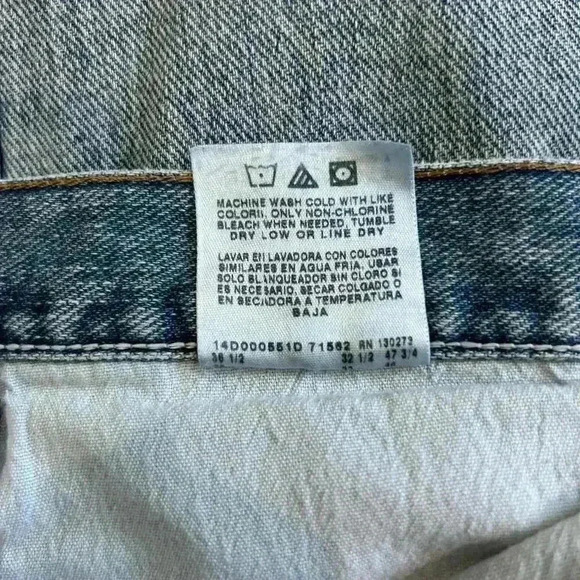 MACHINE WASH COLD WITH LIKE
COLORS. ONLY NON-CHLORINE
BLEACH WHEN NEEDED, TUMBLE
DRY LOW OR LINE DRY
LAVAR EN LAVADORA CON COLORES
SIMILARES EN AGUA FRIA. USAR
SOLO BLANQUEADOR SIN CLORO SI
ES NECESARIO. SECAR COLGADO O
EN SECADORA A TEMPERATURA
BAJA
14D000551D 71562 RN 130273
36 1/2 32 1/2 47 3/4